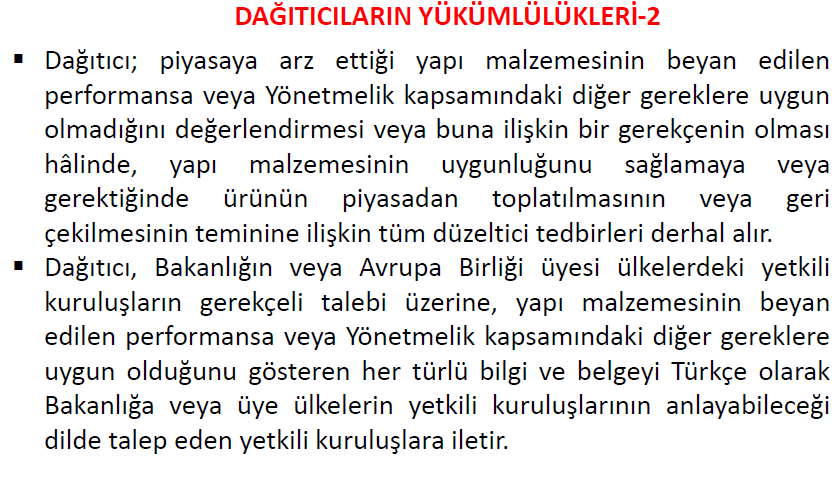 DAĞITICILARIN YÜKÜMLÜLÜKLERİ-2
▪ Dağıtıcı; piyasaya arz ettiği yapı malzemesinin beyan edilen
performansa veya Yönetmelik kapsamındaki diğer gereklere uygun
olmadığını değerlendirmesi veya buna ilişkin bir gerekçenin olması
hâlinde, yapı malzemesinin uygunluğunu sağlamaya veya
gerektiğinde ürünün piyasadan toplatılmasının veya geri
çekilmesinin teminine ilişkin tüm düzeltici tedbirleri derhal alır.
▪ Dağıtıcı, Bakanlığın veya Avrupa Birliği üyesi ülkelerdeki yetkili
kuruluşların gerekçeli talebi üzerine, yapı malzemesinin beyan
edilen performansa veya Yönetmelik kapsamındaki diğer gereklere
uygun olduğunu gösteren her türlü bilgi ve belgeyi Türkçe olarak
Bakanlığa veya üye ülkelerin yetkili kuruluşlarının anlayabileceği
dilde talep eden yetkili kuruluşlara iletir.